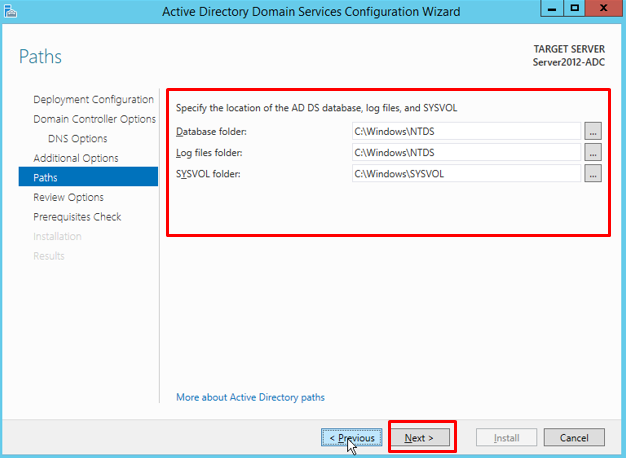 Active Directory Domain Services Configuration Wizard
Paths
TARGET SERVER
Server2012-ADC
Deployment Configuration
Domain Controller Options
DNS Options
Additional Options
Paths
Review Options
Prerequisites Check
Installation
Results
Specify the location of the AD DS database, log files, and SYSVOL
Database folder: C:\Windows\NTDS ...
Log files folder: C:\Windows\NTDS ...
SYSVOL folder: C:\Windows\SYSVOL ...
More about Active Directory paths
< Previous Next > Install Cancel